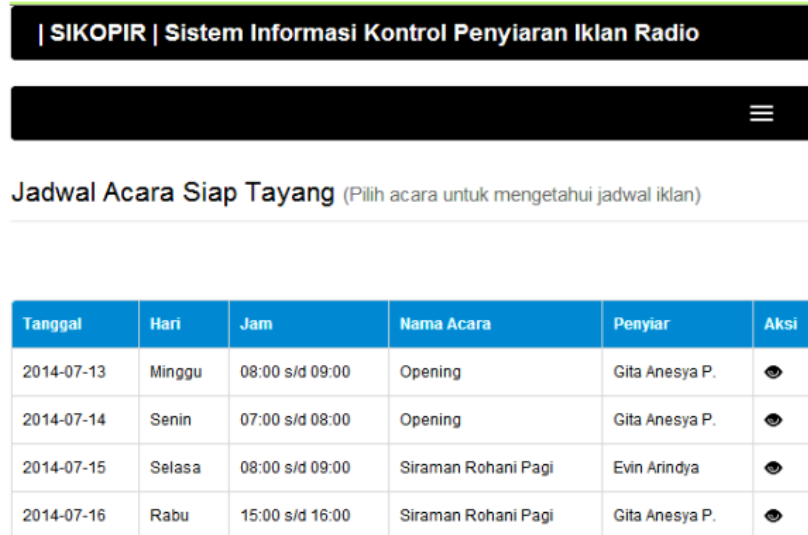 | SIKOPIR | Sistem Informasi Kontrol Penyiaran Iklan Radio
Jadwal Acara Siap Tayang (Pilih acara untuk mengetahui jadwal iklan)
Tanggal Hari Jam Nama Acara Penyiar Aksi
2014-07-13 Minggu 08:00 s/d 09:00 Opening Gita Anesya P.
2014-07-14 Senin 07:00 s/d 08:00 Opening Gita Anesya P.
2014-07-15 Selasa 08:00 s/d 09:00 Siraman Rohani Pagi Evin Arindya
2014-07-16 Rabu 15:00 s/d 16:00 Siraman Rohani Pagi Gita Anesya P.